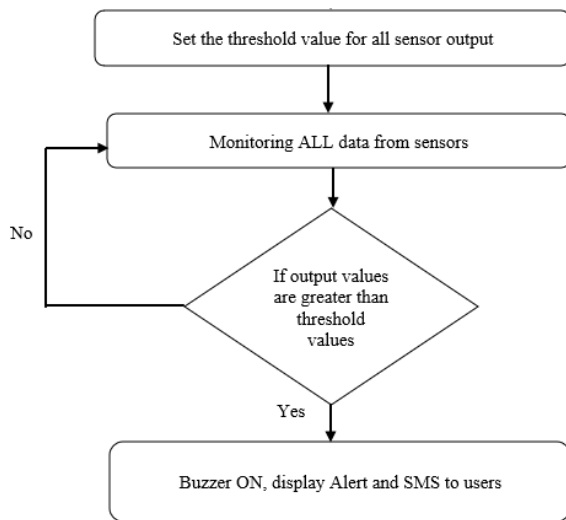 Set the threshold value for all sensor output
Monitoring ALL data from sensors
No
If output values
are greater than
threshold
values
Yes
Buzzer ON, display Alert and SMS to users